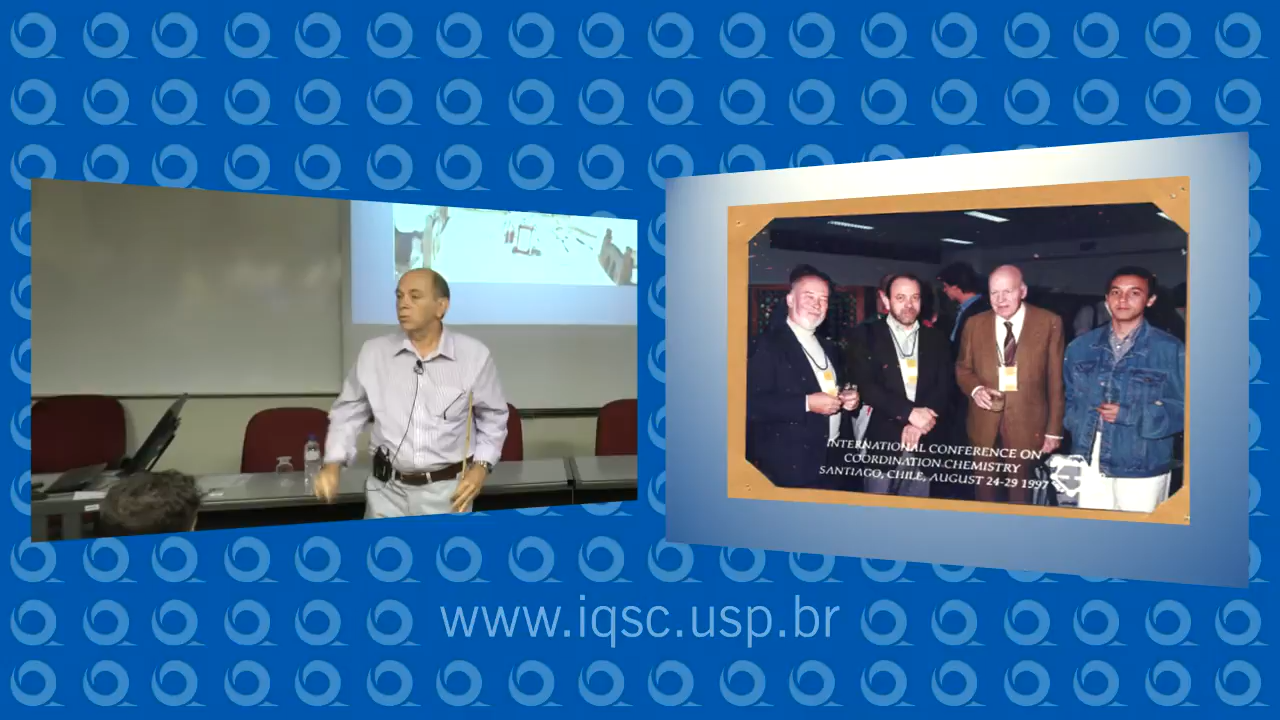 INTERNATIONAL CONFERENCE ON
COORDINATION CHEMISTRY
SANTIAGO, CHILE, AUGUST 24-29 1997
www.iqsc.usp.br